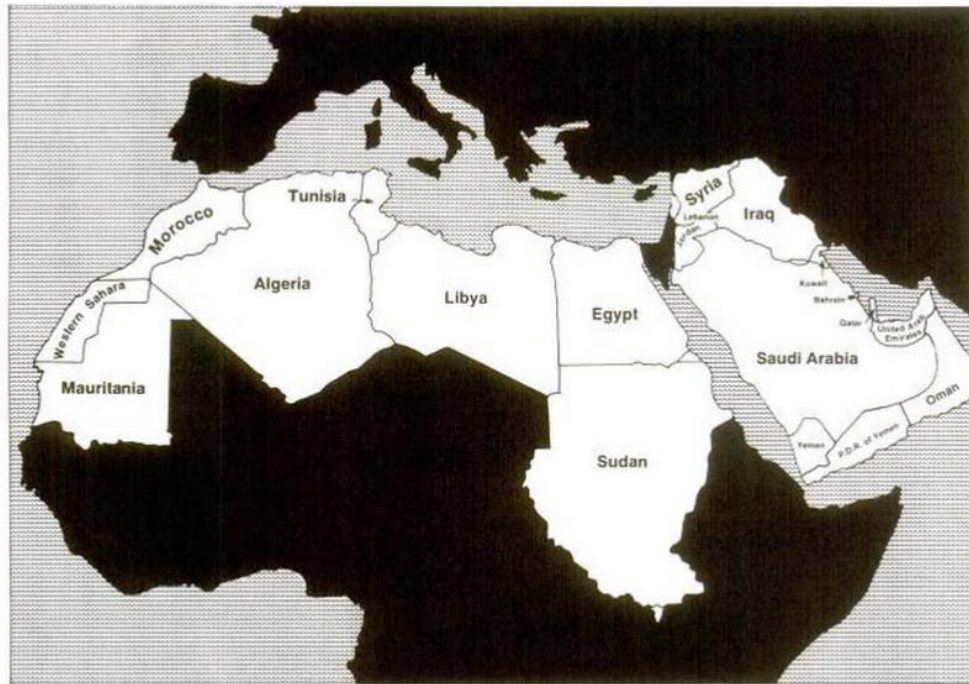 Tunisia
Morocco
Algeria
Libya
Egypt
Western Sahara
Mauritania
Sudan
Syria
Lebanon
Jordan
Iraq
Kuwait
Bahrein
Qatar
United Arab
Emirates
Saudi Arabia
Oman
Yemen
P.D.R. of Yemen